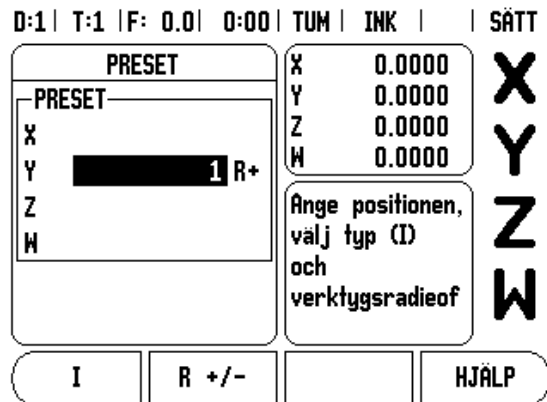 D:1 | T:1 | F: 0.0 | 0:00 | TUM | INK | | SÄTT
PRESET
PRESET
X
Y 1 R+
Z
W
X 0.0000
Y 0.0000
Z 0.0000
W 0.0000
Ange positionen,
välj typ (I)
och
verktygsradieof
X
Y
Z
W
I
R +/-
HJÄLP